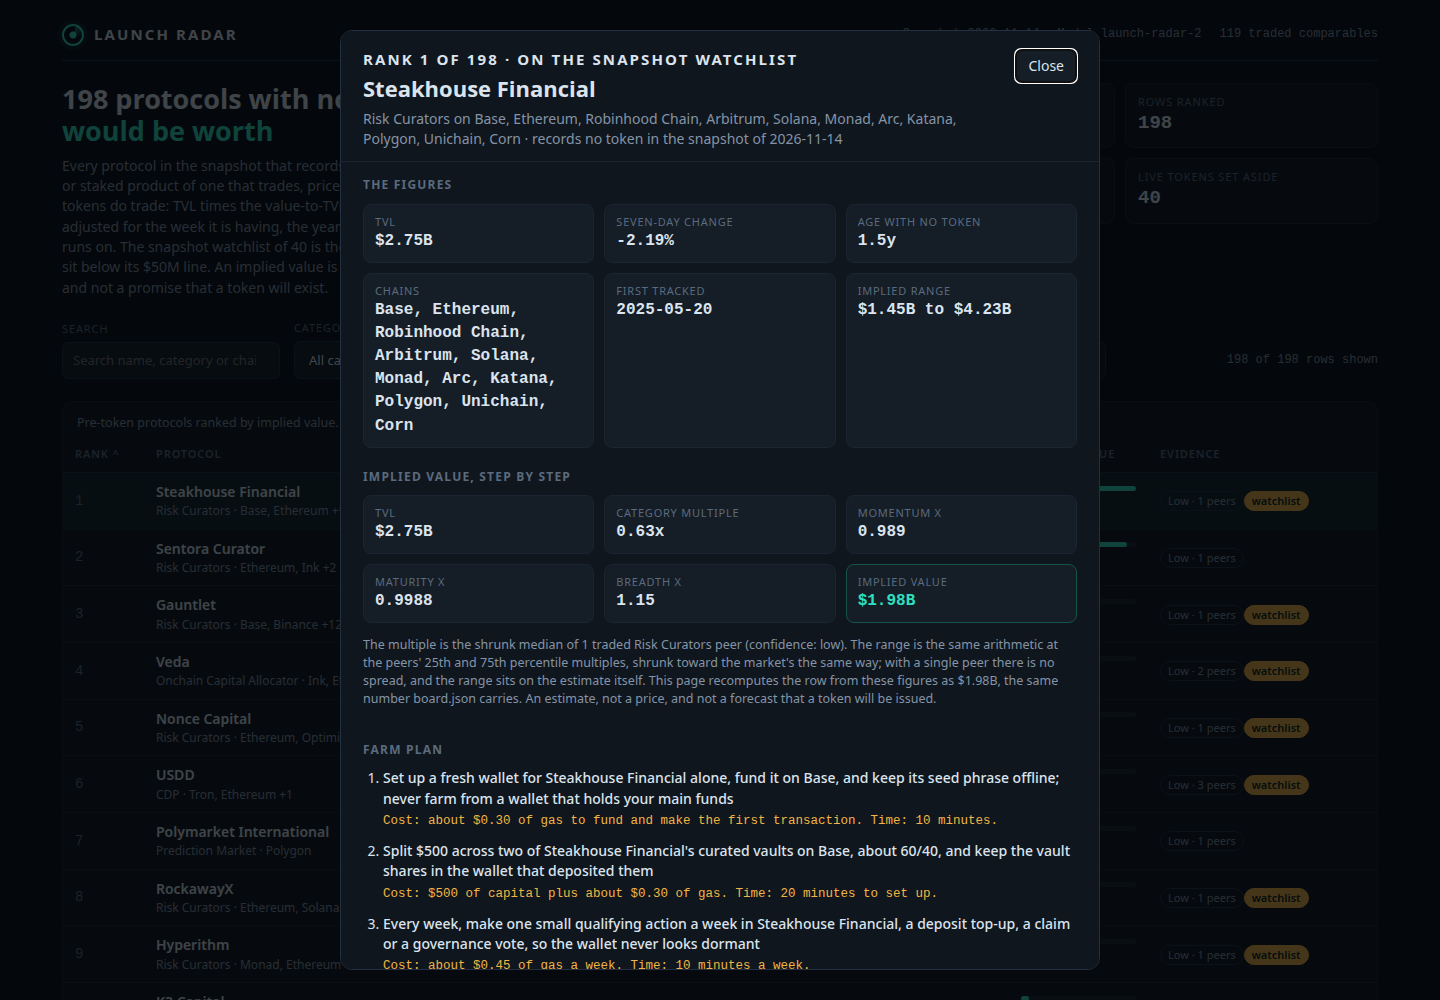 LAUNCH RADAR
launch-radar-2 119 traded comparables
198 protocols with no
would be worth
Every protocol in the snapshot that records
or staked product of one that trades, price
tokens do trade: TVL times the value-to-TV
adjusted for the week it is having, the year
runs on. The snapshot watchlist of 40 is the
sit below its $50M line. An implied value is
and not a promise that a token will exist.
ROWS RANKED
198
LIVE TOKENS SET ASIDE
40
SEARCH
CATEGO
Search name, category or chai
All ca
198 of 198 rows shown
Pre-token protocols ranked by implied value.
RANK ^ PROTOCOL
UE EVIDENCE
1 Steakhouse Financial
Risk Curators · Base, Ethereum +
Low · 1 peers watchlist
2 Sentora Curator
Risk Curators · Ethereum, Ink +2
Low · 1 peers
3 Gauntlet
Risk Curators · Base, Binance +12
Low · 1 peers watchlist
4 Veda
Onchain Capital Allocator · Ink, E
Low · 2 peers watchlist
5 Nonce Capital
Risk Curators · Ethereum, Optimi
Low · 1 peers watchlist
6 USDD
CDP · Tron, Ethereum +1
Low · 3 peers watchlist
7 Polymarket International
Prediction Market · Polygon
Low · 1 peers
8 RockawayX
Risk Curators · Ethereum, Solana
Low · 1 peers watchlist
9 Hyperithm
Risk Curators · Monad, Ethereum
Low · 1 peers watchlist
RANK 1 OF 198 · ON THE SNAPSHOT WATCHLIST
Close
Steakhouse Financial
Risk Curators on Base, Ethereum, Robinhood Chain, Arbitrum, Solana, Monad, Arc, Katana,
Polygon, Unichain, Corn · records no token in the snapshot of 2026-11-14
THE FIGURES
TVL
$2.75B
SEVEN-DAY CHANGE
-2.19%
AGE WITH NO TOKEN
1.5y
CHAINS
Base, Ethereum,
Robinhood Chain,
Arbitrum, Solana,
Monad, Arc, Katana,
Polygon, Unichain,
Corn
FIRST TRACKED
2025-05-20
IMPLIED RANGE
$1.45B to $4.23B
IMPLIED VALUE, STEP BY STEP
TVL
$2.75B
CATEGORY MULTIPLE
0.63x
MOMENTUM X
0.989
MATURITY X
0.9988
BREADTH X
1.15
IMPLIED VALUE
$1.98B
The multiple is the shrunk median of 1 traded Risk Curators peer (confidence: low). The range is the same arithmetic at
the peers' 25th and 75th percentile multiples, shrunk toward the market's the same way; with a single peer there is no
spread, and the range sits on the estimate itself. This page recomputes the row from these figures as $1.98B, the same
number board.json carries. An estimate, not a price, and not a forecast that a token will be issued.
FARM PLAN
1. Set up a fresh wallet for Steakhouse Financial alone, fund it on Base, and keep its seed phrase offline;
never farm from a wallet that holds your main funds
Cost: about $0.30 of gas to fund and make the first transaction. Time: 10 minutes.
2. Split $500 across two of Steakhouse Financial's curated vaults on Base, about 60/40, and keep the vault
shares in the wallet that deposited them
Cost: $500 of capital plus about $0.30 of gas. Time: 20 minutes to set up.
3. Every week, make one small qualifying action a week in Steakhouse Financial, a deposit top-up, a claim
or a governance vote, so the wallet never looks dormant
Cost: about $0.45 of gas a week. Time: 10 minutes a week.